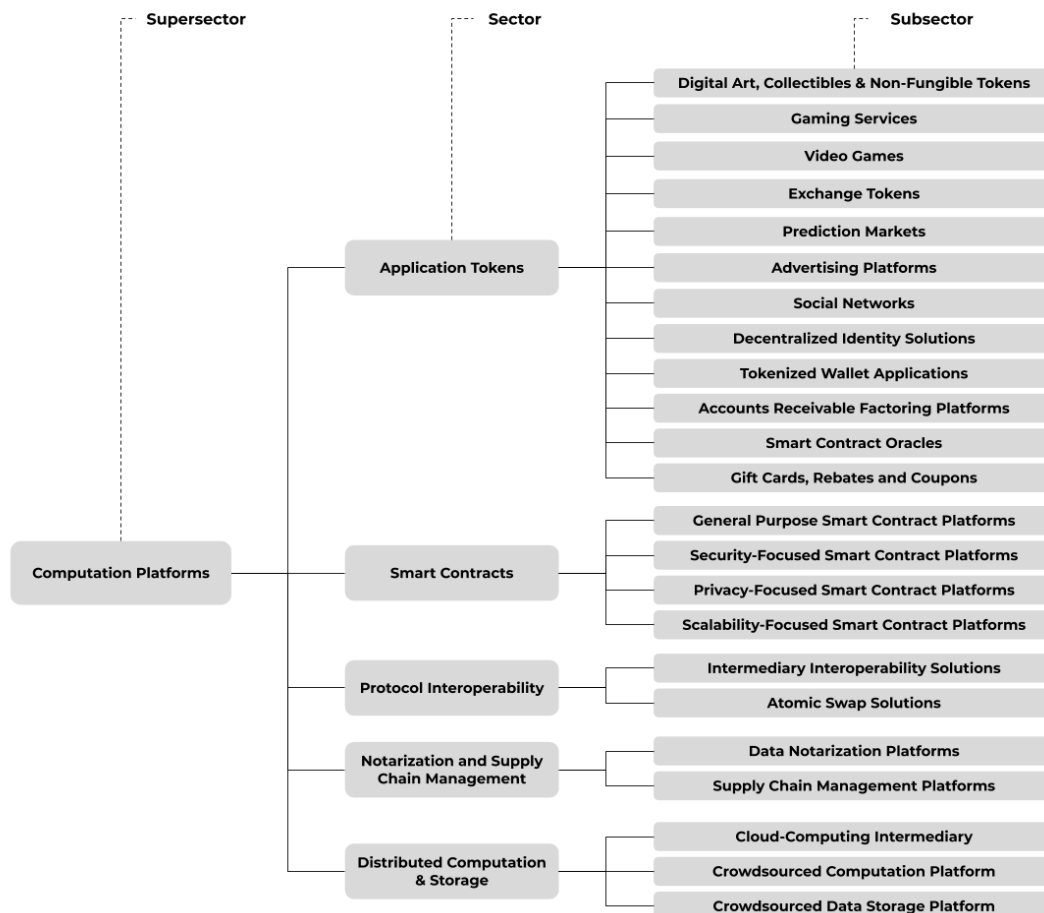 Supersector
Sector
Subsector
Digital Art, Collectibles & Non-Fungible Tokens
Gaming Services
Video Games
Exchange Tokens
Prediction Markets
Application Tokens
Advertising Platforms
Social Networks
Decentralized Identity Solutions
Tokenized Wallet Applications
Accounts Receivable Factoring Platforms
Smart Contract Oracles
Gift Cards, Rebates and Coupons
General Purpose Smart Contract Platforms
Security-Focused Smart Contract Platforms
Computation Platforms
Smart Contracts
Privacy-Focused Smart Contract Platforms
Scalability-Focused Smart Contract Platforms
Intermediary Interoperability Solutions
Protocol Interoperability
Atomic Swap Solutions
Data Notarization Platforms
Notarization and Supply
Chain Management
Supply Chain Management Platforms
Cloud-Computing Intermediary
Distributed Computation
& Storage
Crowdsourced Computation Platform
Crowdsourced Data Storage Platform